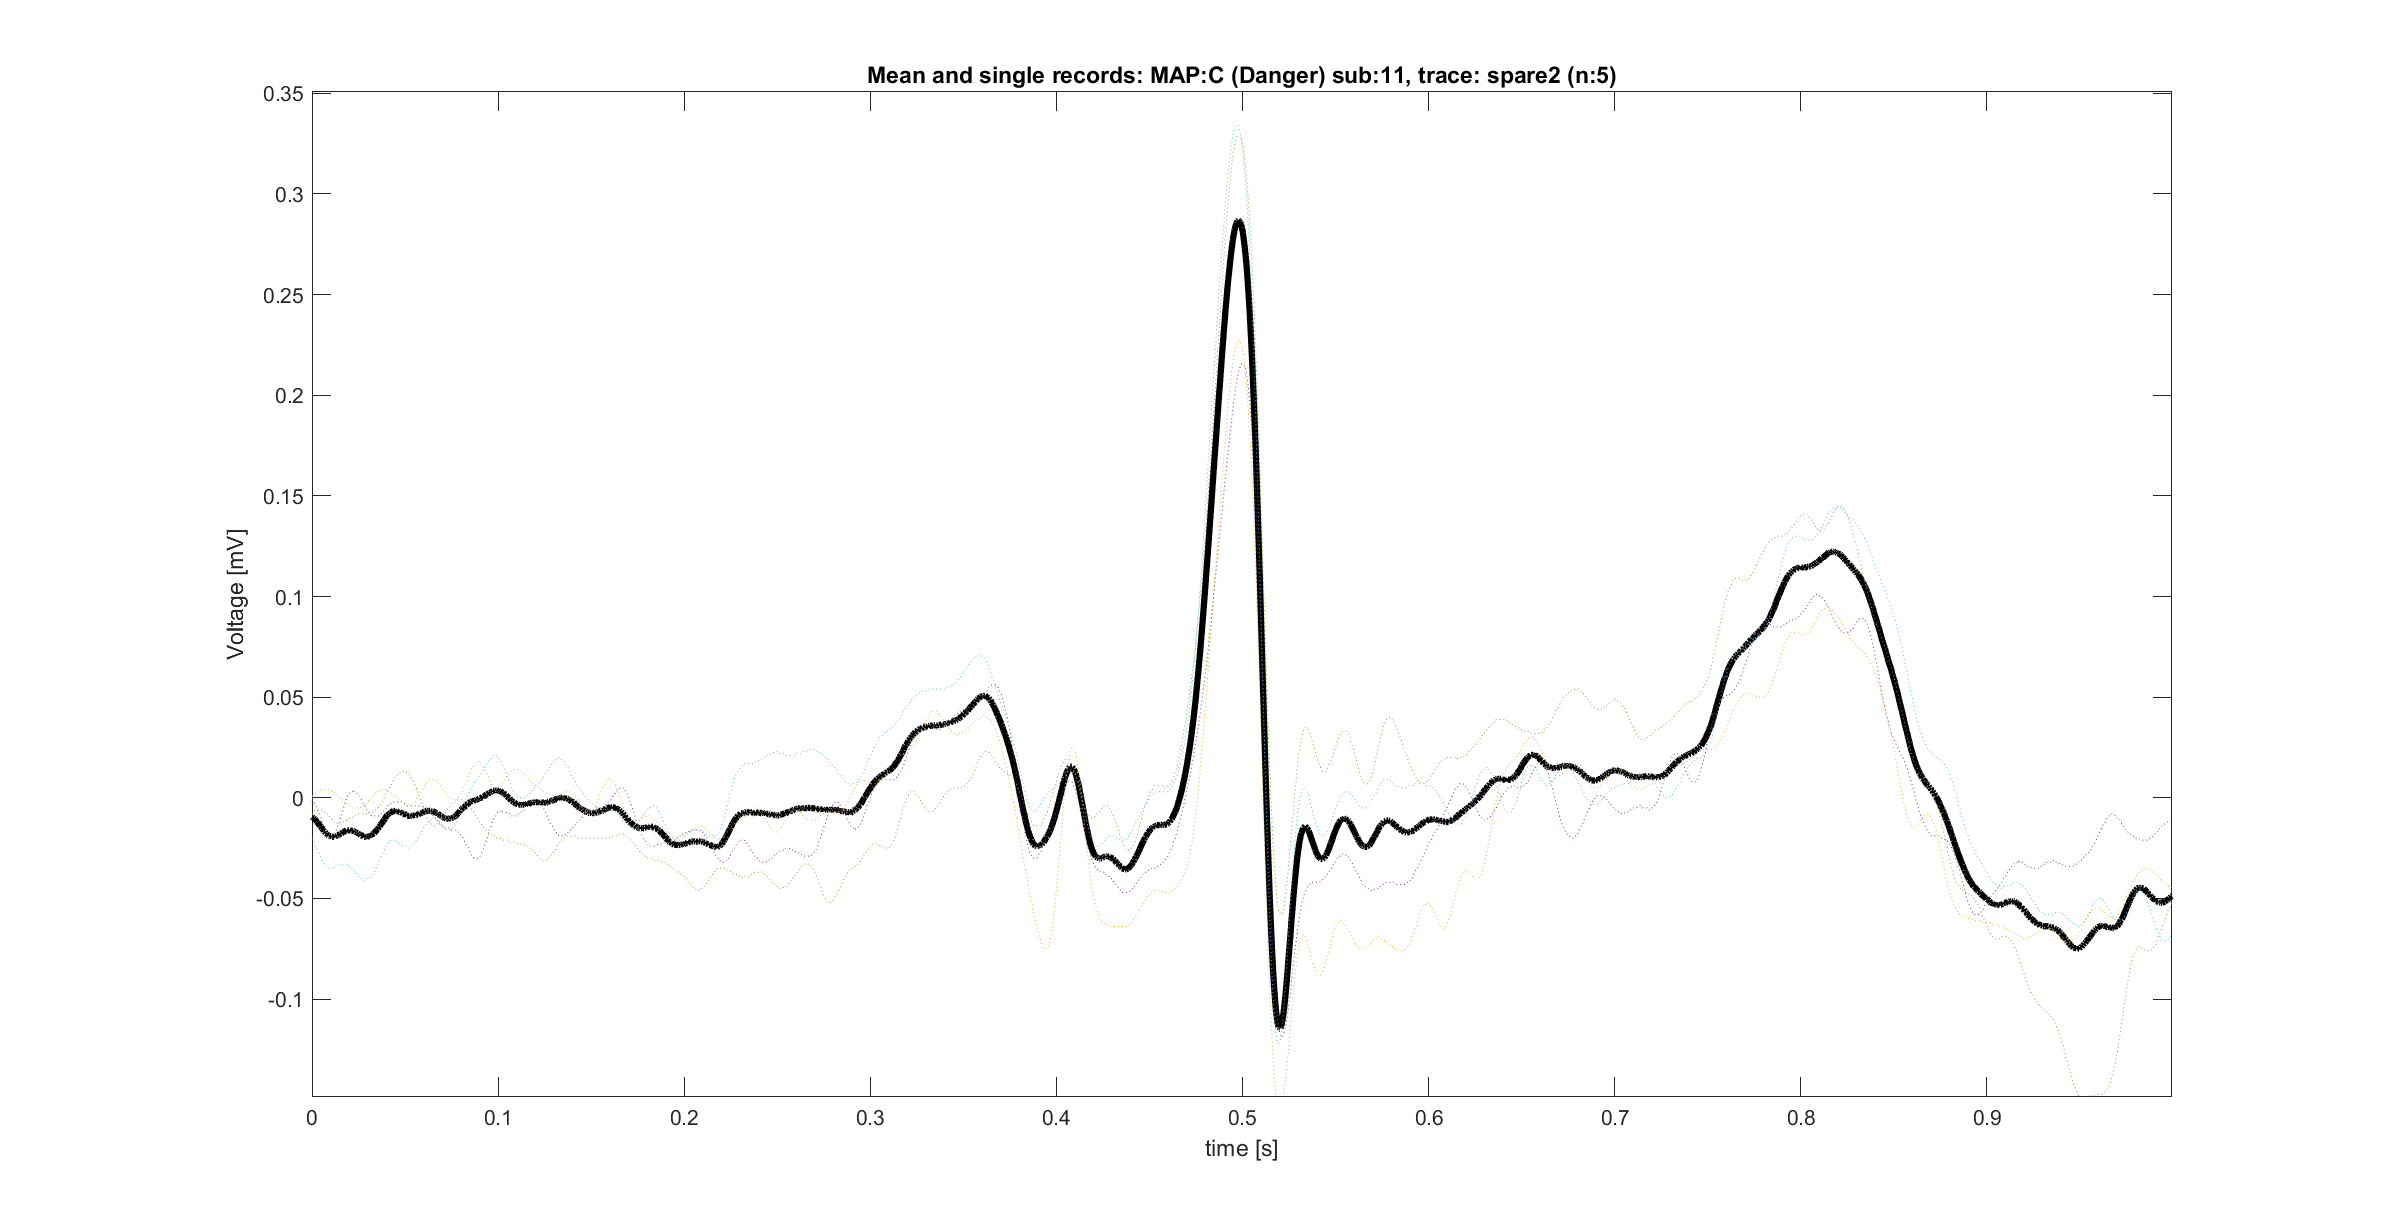 Mean and single records: MAP:C (Danger) sub:11, trace: spare2 (n:5)
0.35
0.3
0.25
0.2
0.15
0.1
0.05
0
-0.05
-0.1
Voltage [mV]
0 0.1 0.2 0.3 0.4 0.5 0.6 0.7 0.8 0.9
time [s]